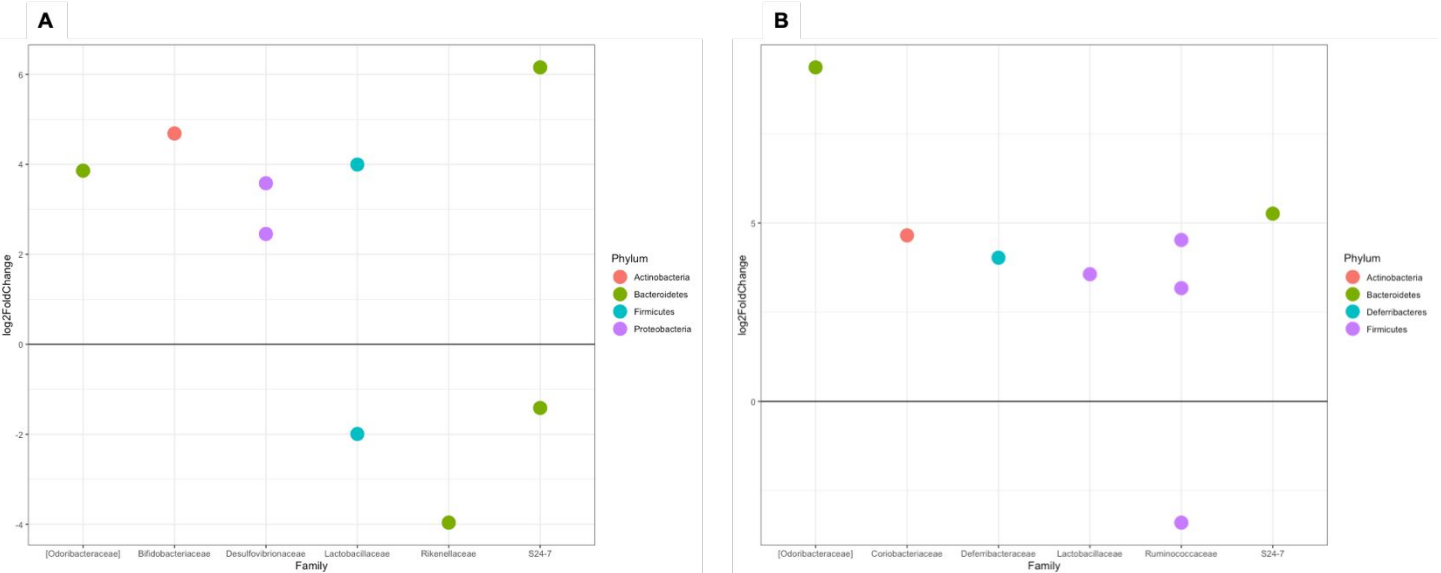 A
6
4
2
0
-2
-4
log2FoldChange
[Odoribacteraceae] Bifidobacteriaceae Desulfovibrionaceae Lactobacillaceae Rikenellaceae S24-7
Family
Phylum
Actinobacteria
Bacteroidetes
Firmicutes
Proteobacteria
B
5
0
log2FoldChange
[Odoribacteraceae] Coriobacteriaceae Deferribacteraceae Lactobacillaceae Ruminococcaceae S24-7
Family
Phylum
Actinobacteria
Bacteroidetes
Deferribacteres
Firmicutes